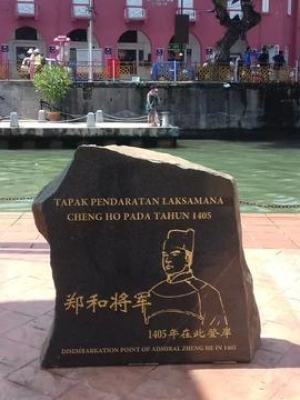 TAPAK PENDARATAN LAKSAMANA
CHENG HO PADA TAHUN 1405
郑和将军
1405年在此登岸
DISEMBARKATION POINT OF ADMIRAL ZHENG HE IN 1405